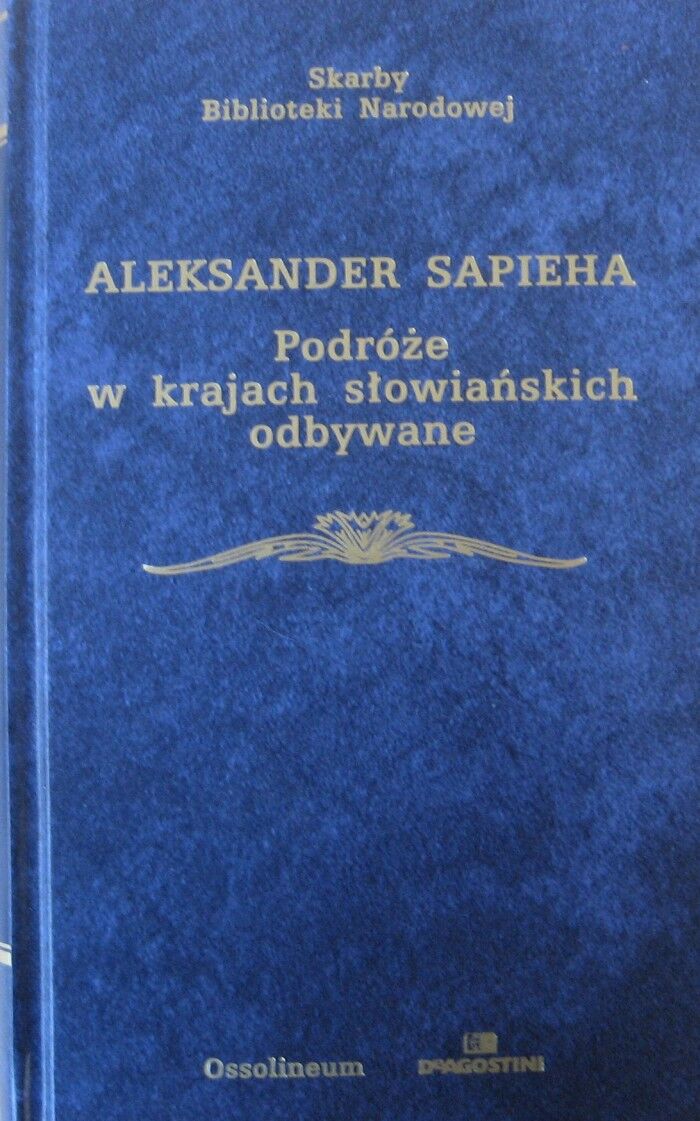 Skarby
Biblioteki Narodowej
ALEKSANDER SAPIEHA
Podróże
w krajach słowiańskich
odbywane
Ossolineum
DeAGOSTINI